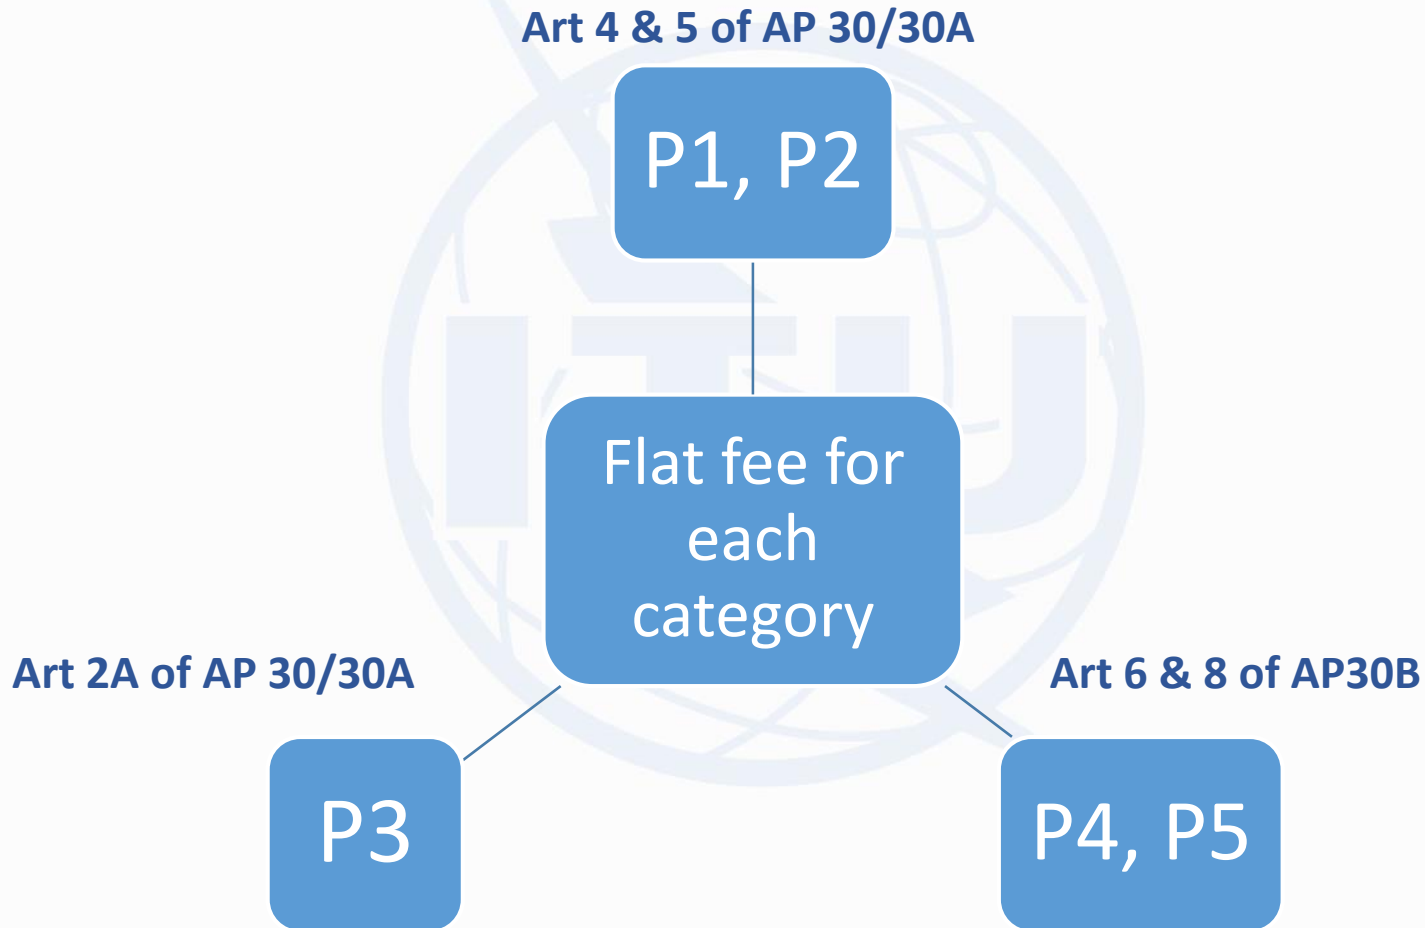 Art 4 & 5 of AP 30/30A
P1, P2
ITU
Flat fee for
each
category
Art 2A of AP 30/30A
Art 6 & 8 of AP30B
P3
P4, P5